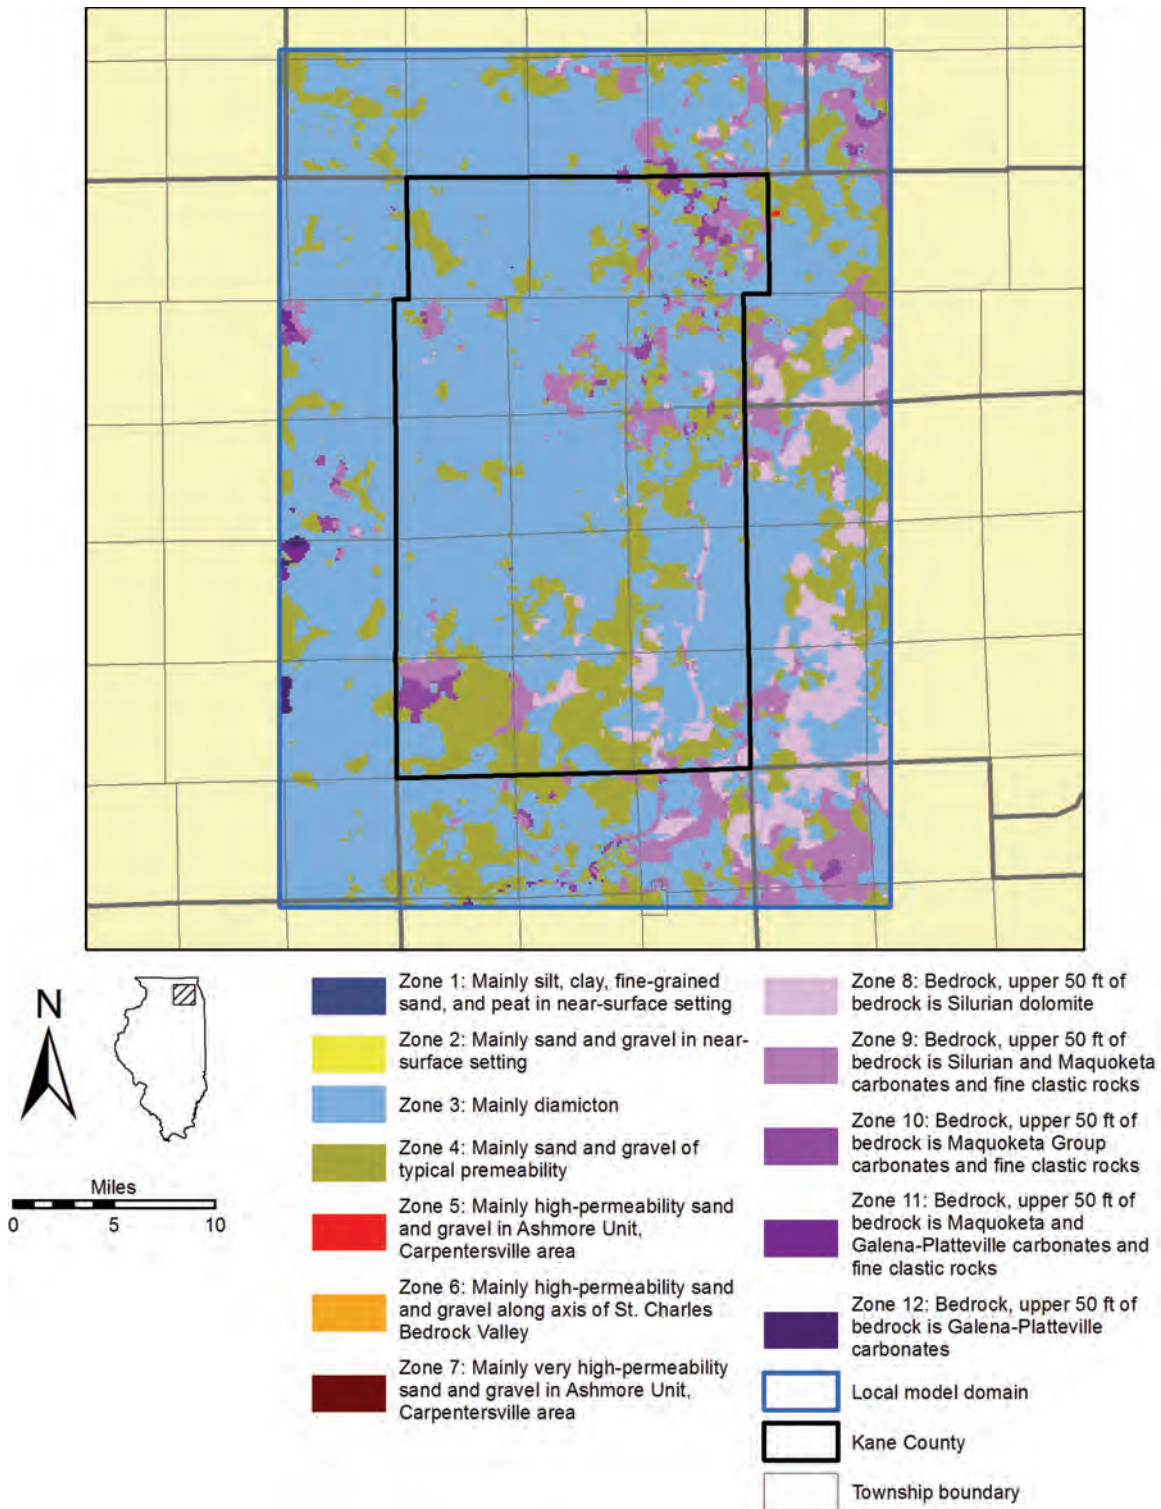 N
Miles
0 5 10
Zone 1: Mainly silt, clay, fine-grained
sand, and peat in near-surface setting
Zone 2: Mainly sand and gravel in near-
surface setting
Zone 3: Mainly diamicton
Zone 4: Mainly sand and gravel of
typical premeability
Zone 5: Mainly high-permeability sand
and gravel in Ashmore Unit,
Carpentersville area
Zone 6: Mainly high-permeability sand
and gravel along axis of St. Charles
Bedrock Valley
Zone 7: Mainly very high-permeability
sand and gravel in Ashmore Unit,
Carpentersville area
Zone 8: Bedrock, upper 50 ft of
bedrock is Silurian dolomite
Zone 9: Bedrock, upper 50 ft of
bedrock is Silurian and Maquoketa
carbonates and fine clastic rocks
Zone 10: Bedrock, upper 50 ft of
bedrock is Maquoketa Group
carbonates and fine clastic rocks
Zone 11: Bedrock, upper 50 ft of
bedrock is Maquoketa and
Galena-Platteville carbonates and
fine clastic rocks
Zone 12: Bedrock, upper 50 ft of
bedrock is Galena-Platteville
carbonates
Local model domain
Kane County
Township boundary